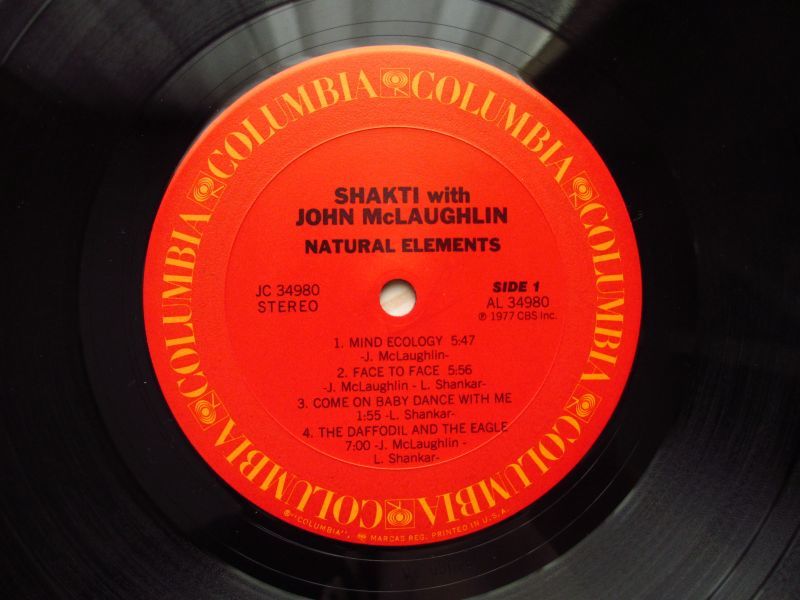 COLUMBIA COLUMBIA COLUMBIA COLUMBIA COLUMBIA COLUMBIA
SHAKTI with
JOHN McLAUGHLIN
NATURAL ELEMENTS
JC 34980
STEREO
SIDE 1
AL 34980
℗ 1977 CBS Inc.
1. MIND ECOLOGY 5:47
-J. McLaughlin-
2. FACE TO FACE 5:56
-J. McLaughlin - L. Shankar-
3. COME ON BABY DANCE WITH ME
1:55 -L. Shankar-
4. THE DAFFODIL AND THE EAGLE
7:00 -J. McLaughlin -
L. Shankar-
®"COLUMBIA", MARCAS REG. PRINTED IN U.S.A.